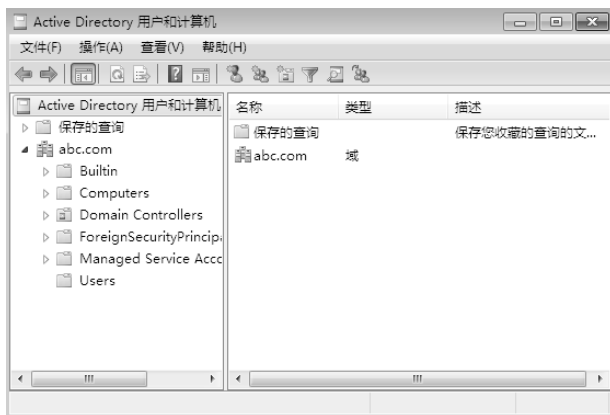 Active Directory 用户和计算机
文件(F) 操作(A) 查看(V) 帮助(H)
Active Directory 用户和计算机
保存的查询
abc.com
Builtin
Computers
Domain Controllers
ForeignSecurityPrincip
Managed Service Acc
Users
名称 类型 描述
保存的查询 保存您收藏的查询的文...
abc.com 域